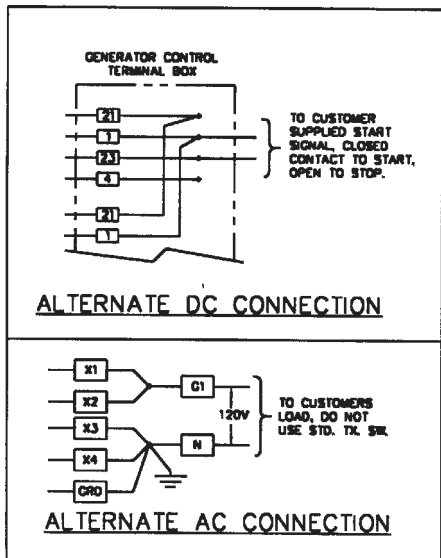 GENERATOR CONTROL
TERMINAL BOX
21
1
23
4
21
1
TO CUSTOMER
SUPPLIED START
SIGNAL, CLOSED
CONTACT TO START,
OPEN TO STOP.
ALTERNATE DC CONNECTION
X1
X2
X3
X4
GRD
G1
120V
N
TO CUSTOMERS
LOAD, DO NOT
USE STD. TX. SW.
ALTERNATE AC CONNECTION